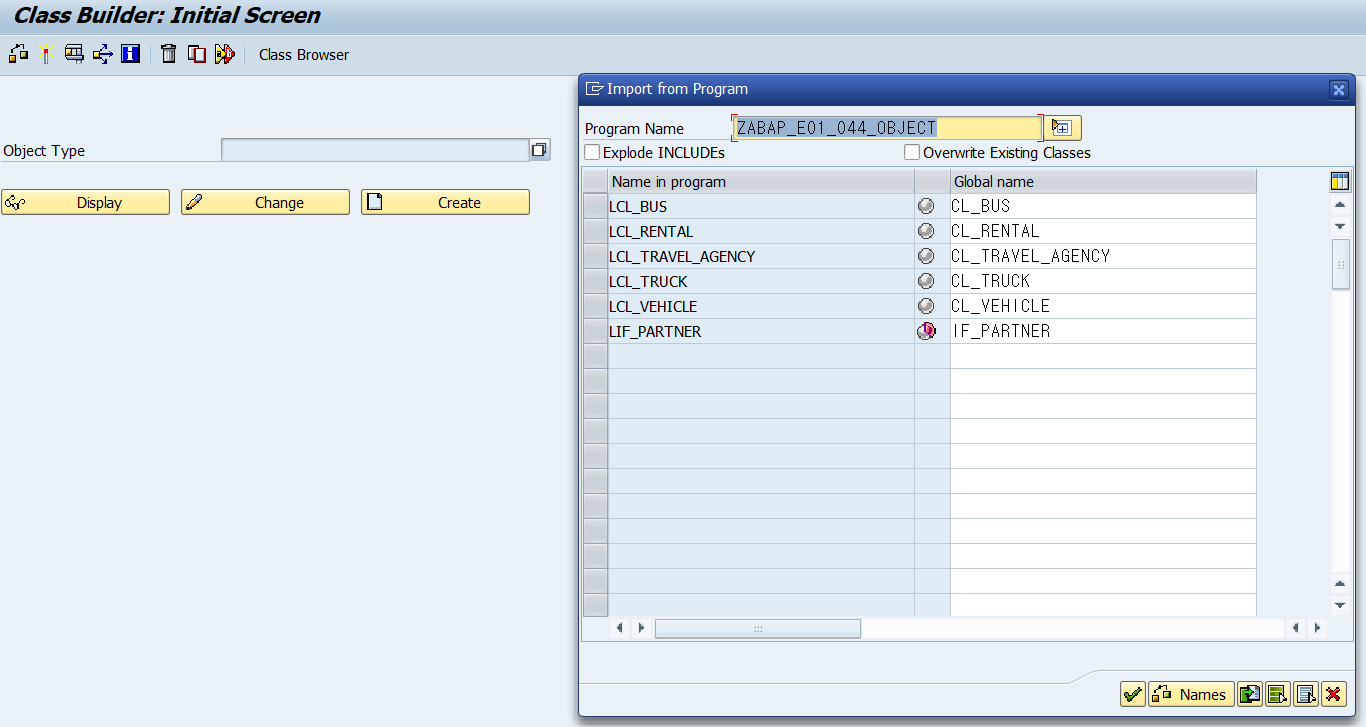 Class Builder: Initial Screen
Class Browser
Object Type
Display Change Create
Import from Program
Program Name ZABAP_E01_044_OBJECT
Explode INCLUDEs Overwrite Existing Classes
Name in program Global name
LCL_BUS CL_BUS
LCL_RENTAL CL_RENTAL
LCL_TRAVEL_AGENCY CL_TRAVEL_AGENCY
LCL_TRUCK CL_TRUCK
LCL_VEHICLE CL_VEHICLE
LIF_PARTNER IF_PARTNER
Names